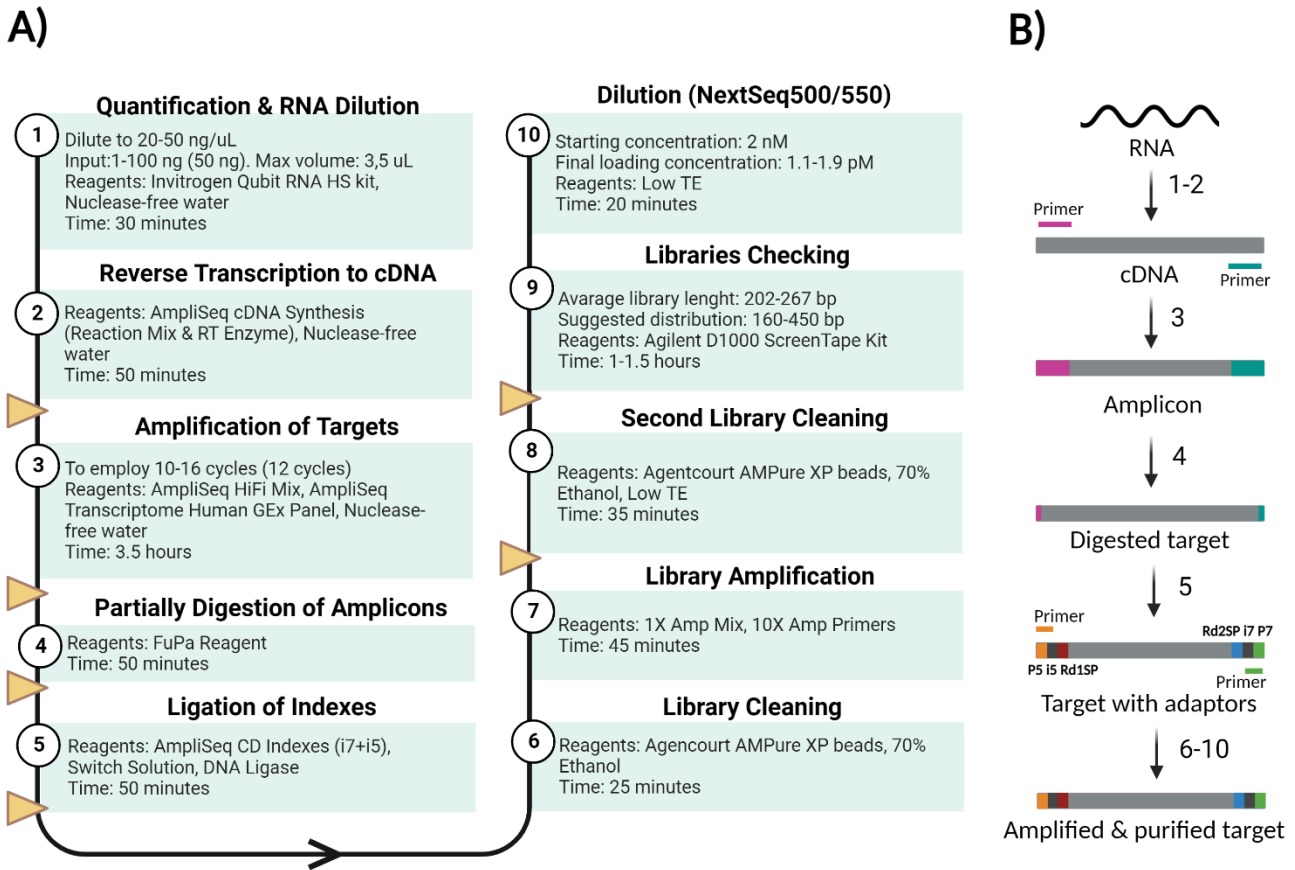 A)
Quantification & RNA Dilution
1
Dilute to 20-50 ng/uL
Input:1-100 ng (50 ng). Max volume: 3,5 uL
Reagents: Invitrogen Qubit RNA HS kit,
Nuclease-free water
Time: 30 minutes
Reverse Transcription to cDNA
2
Reagents: AmpliSeq cDNA Synthesis
(Reaction Mix & RT Enzyme), Nuclease-free
water
Time: 50 minutes
Amplification of Targets
3
To employ 10-16 cycles (12 cycles)
Reagents: AmpliSeq HiFi Mix, AmpliSeq
Transcriptome Human GEx Panel, Nuclease-
free water
Time: 3.5 hours
Partially Digestion of Amplicons
4
Reagents: FuPa Reagent
Time: 50 minutes
Ligation of Indexes
5
Reagents: AmpliSeq CD Indexes (i7+i5),
Switch Solution, DNA Ligase
Time: 50 minutes
Dilution (NextSeq500/550)
10
Starting concentration: 2 nM
Final loading concentration: 1.1-1.9 pM
Reagents: Low TE
Time: 20 minutes
Libraries Checking
9
Avarage library lenght: 202-267 bp
Suggested distribution: 160-450 bp
Reagents: Agilent D1000 ScreenTape Kit
Time: 1-1.5 hours
Second Library Cleaning
8
Reagents: Agentcourt AMPure XP beads, 70%
Ethanol, Low TE
Time: 35 minutes
Library Amplification
7
Reagents: 1X Amp Mix, 10X Amp Primers
Time: 45 minutes
Library Cleaning
6
Reagents: Agencourt AMPure XP beads, 70%
Ethanol
Time: 25 minutes
B)
RNA
1-2
Primer
cDNA
Primer
3
Amplicon
4
Digested target
5
Primer
Rd2SP i7 P7
P5 i5 Rd1SP
Primer
Target with adaptors
6-10
Amplified & purified target